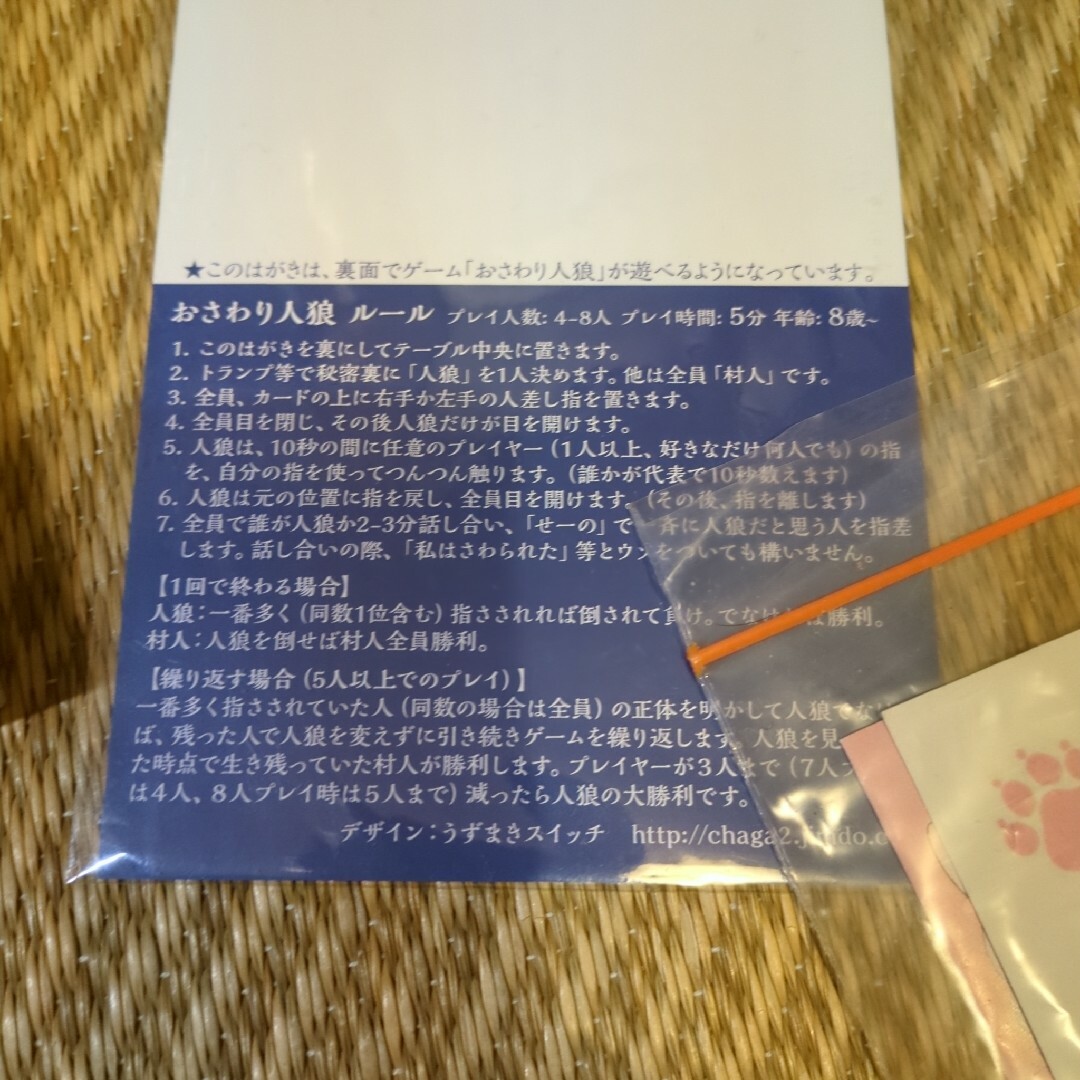 ★このはがきは、裏面でゲーム「おさわり人狼」が遊べるようになっています。
おさわり人狼 ルール プレイ人数: 4-8人 プレイ時間: 5分 年齢: 8歳~
1. このはがきを裏にしてテーブル中央に置きます。
2. トランプ等で秘密裏に「人狼」を1人決めます。他は全員「村人」です。
3. 全員、カードの上に右手か左手の人差し指を置きます。
4. 全員目を閉じ、その後人狼だけが目を開けます。
5. 人狼は、10秒の間に任意のプレイヤー(1人以上、好きなだけ何人でも)の指
を、自分の指を使ってつんつん触ります。(誰かが代表で10秒数えます)
6. 人狼は元の位置に指を戻し、全員目を開けます。(その後、指を離します)
7. 全員で誰が人狼か2-3分話し合い、「せーの」で 斉に人狼だと思う人を指差
します。話し合いの際、「私はさわられた」等とウソをついても構いません。
【1回で終わる場合】
人狼：一番多く(同数1位含む)指さされれば倒されて負け。でなければ勝利。
村人：人狼を倒せば村人全員勝利。
【繰り返す場合(5人以上でのプレイ)】
一番多く指さされていた人(同数の場合は全員)の正体を明かして人狼でな
ば、残った人で人狼を変えずに引き続きゲームを繰り返します。人狼を見
た時点で生き残っていた村人が勝利します。プレイヤーが3人まで(7人
は4人、8人プレイ時は5人まで)減ったら人狼の大勝利です。
デザイン：うずまきスイッチ http://chaga2.jimdo.c